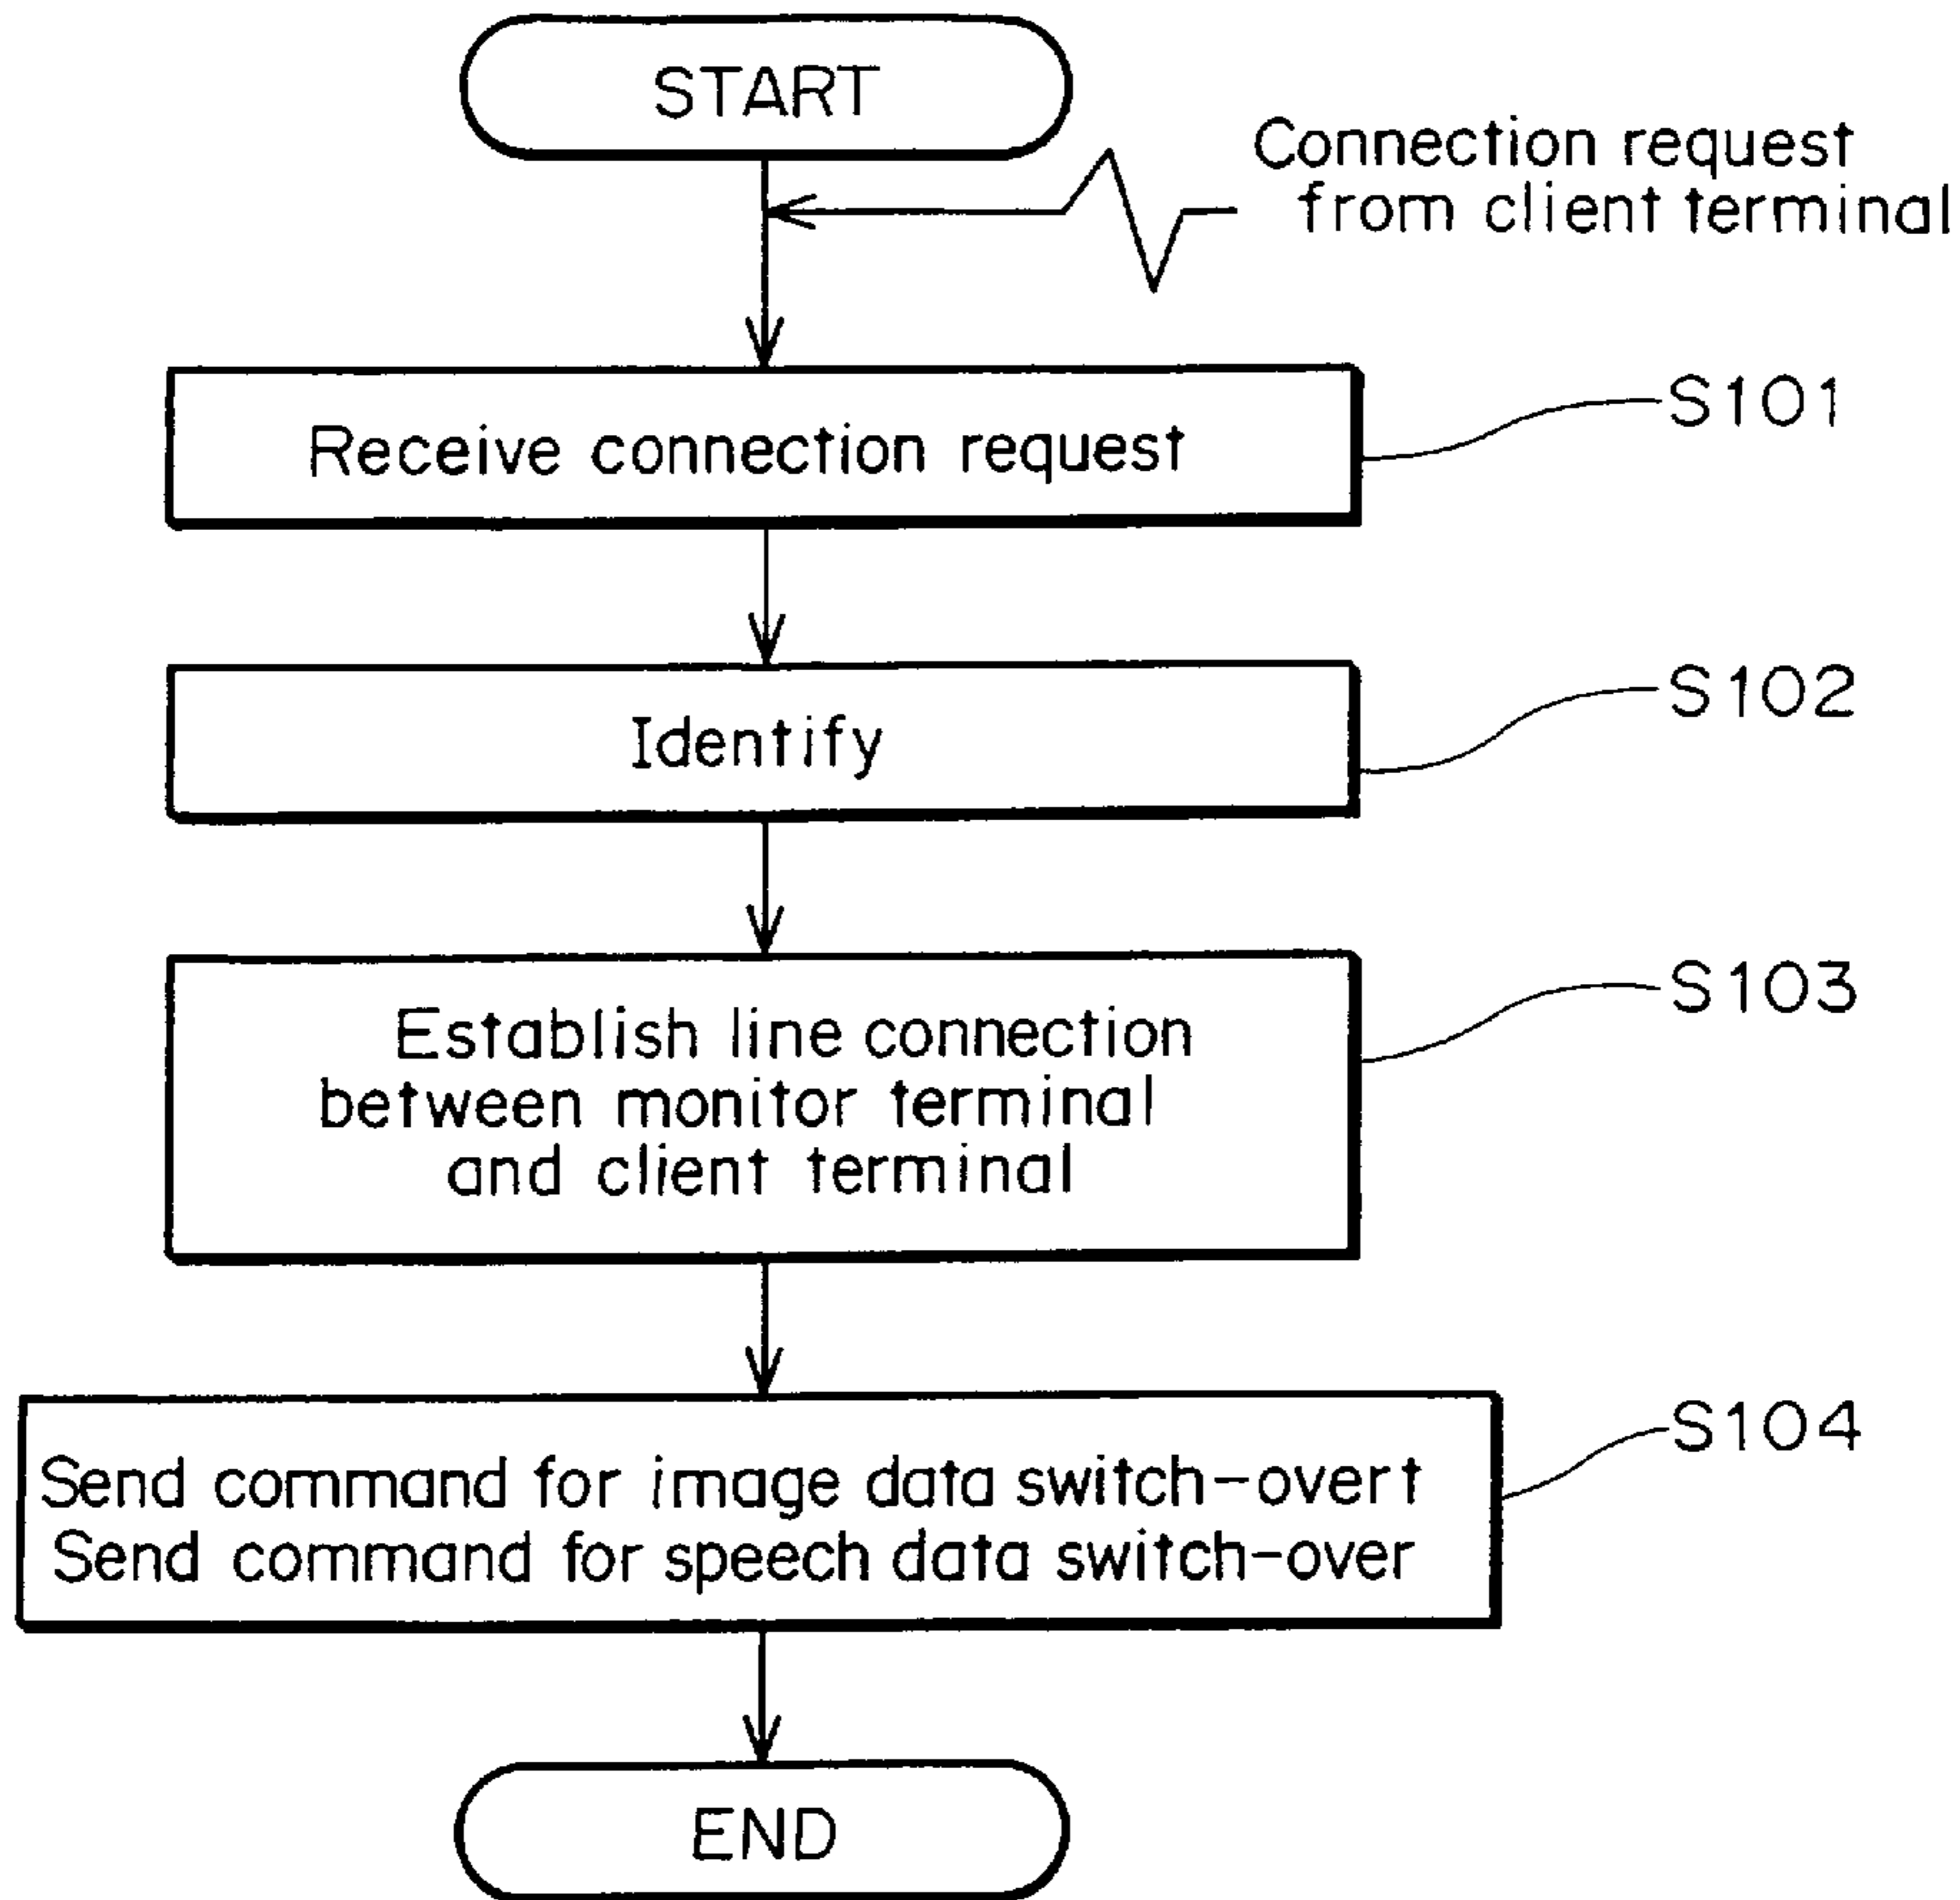 START
Connection request
from client terminal
Receive connection request
S101
Identify
S102
Establish line connection
between monitor terminal
and client terminal
S103
Send command for image data switch-overt
Send command for speech data switch-over
S104
END